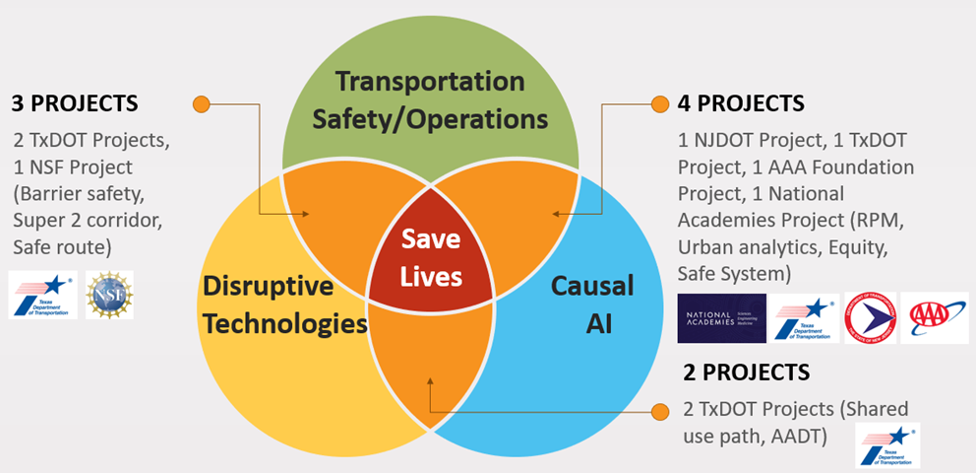 Transportation
Safety/Operations
3 PROJECTS
2 TxDOT Projects,
1 NSF Project
(Barrier safety,
Super 2 corridor,
Safe route)
Texas
Department
of Transportation
NSF
4 PROJECTS
1 NJDOT Project, 1 TxDOT
Project, 1 AAA Foundation
Project, 1 National
Academies Project (RPM,
Urban analytics, Equity,
Safe System)
NATIONAL
ACADEMIES
Sciences
Engineering
Medicine
Texas
Department
of Transportation
AAA
Save
Lives
Disruptive
Technologies
Causal
AI
2 PROJECTS
2 TxDOT Projects (Shared
use path, AADT)
Texas
Department
of Transportation